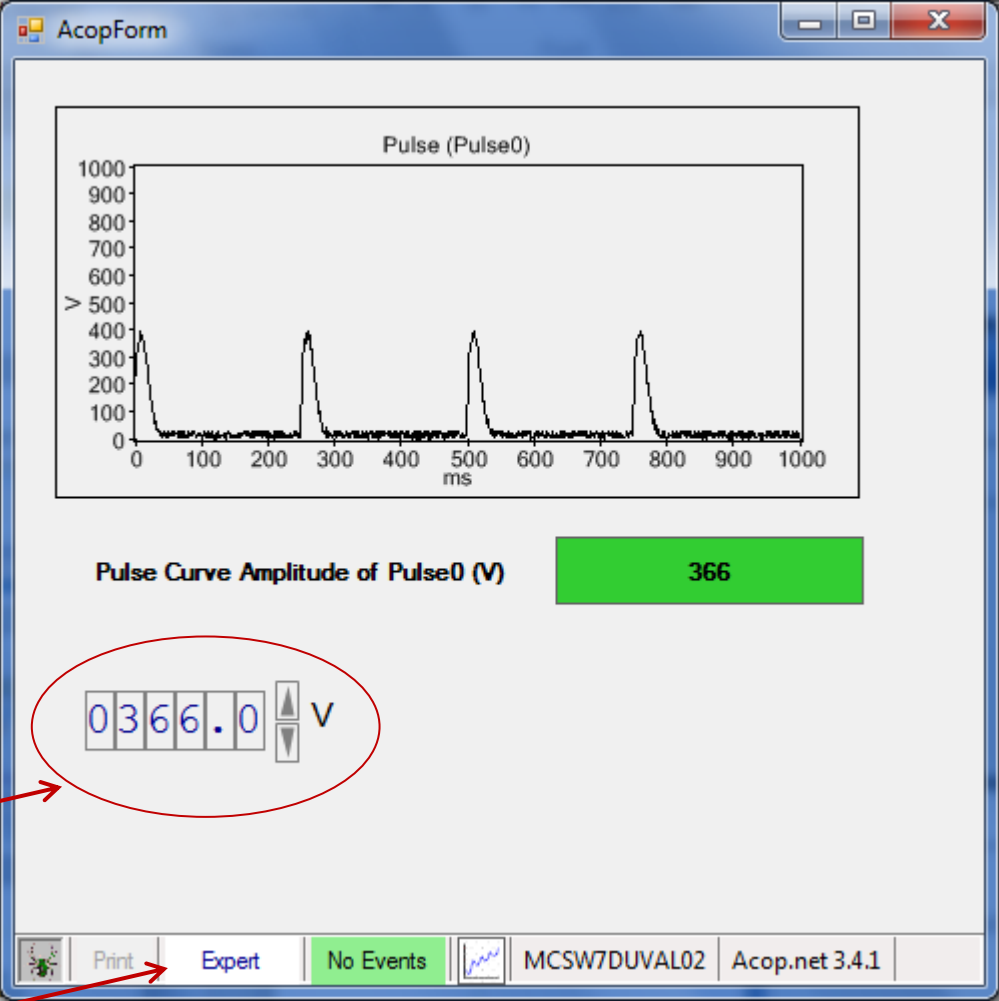 AcopForm
Pulse (Pulse0)
1000
900
800
700
600
V 500
400
300
200
100
0
0 100 200 300 400 500 600 700 800 900 1000
ms
Pulse Curve Amplitude of Pulse0 (V) 366
0366.0 V
Print Expert No Events MCSW7DUVAL02 Acop.net 3.4.1